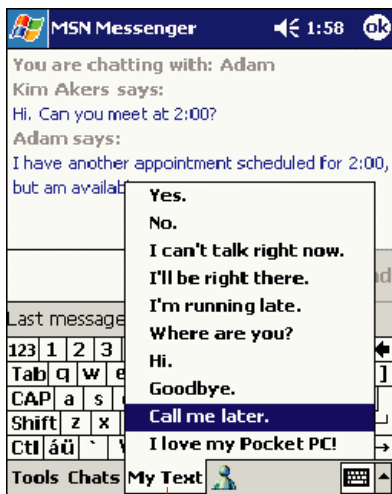 MSN Messenger 1:58 ok
You are chatting with: Adam
Kim Akers says:
Hi. Can you meet at 2:00?
Adam says:
I have another appointment scheduled for 2:00,
but am
Yes.
No.
I can't talk right now.
I'll be right there.
I'm running late.
Where are you?
Hi.
Goodbye.
Call me later.
I love my Pocket PC!
Last message
123 1 2 3
Tab q w e ]
CAP a s
Shift z x
Ctl áü `
Tools Chats My Text